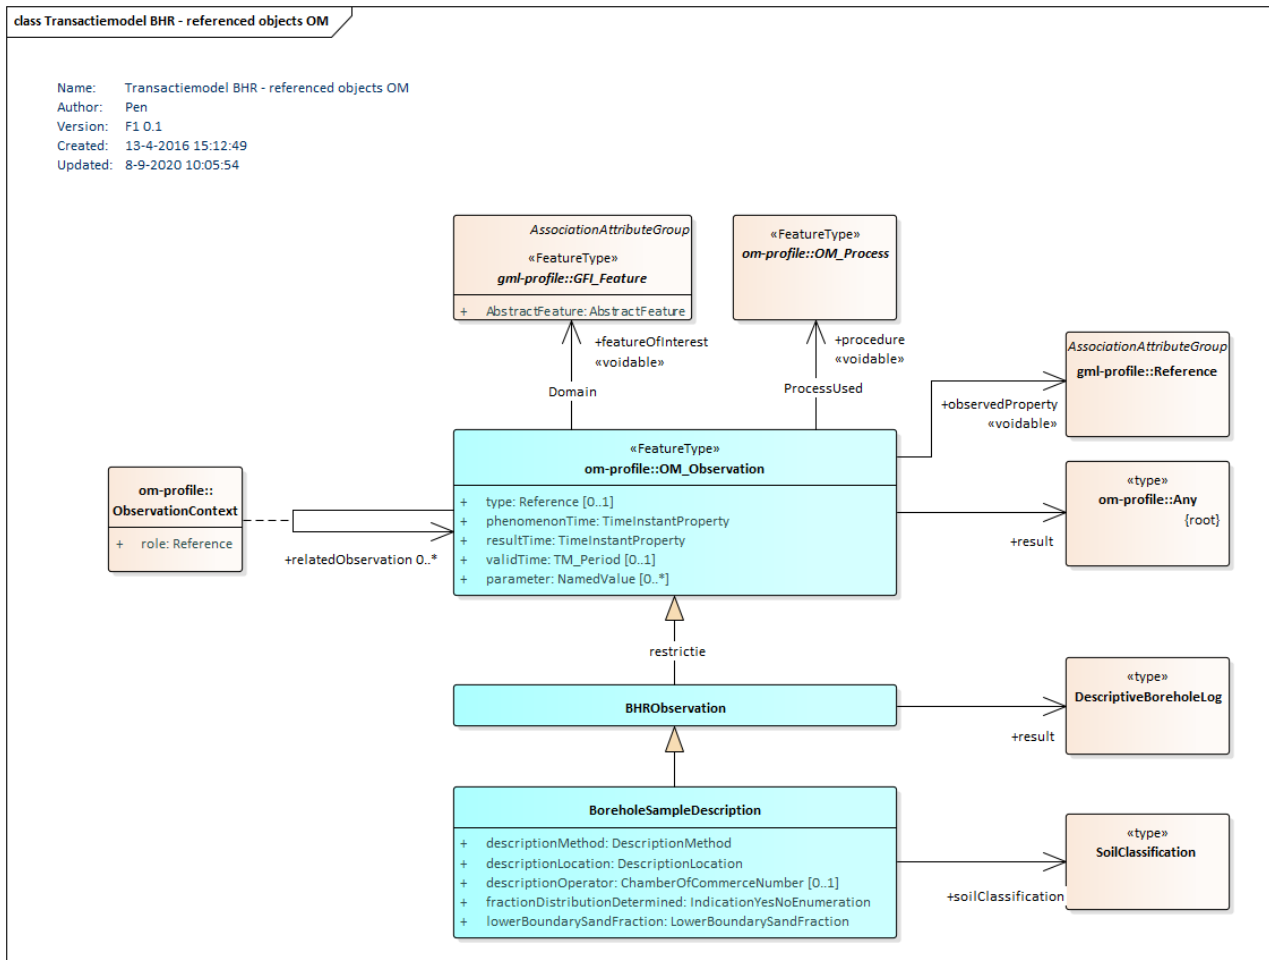 class Transactiemodel BHR - referenced objects OM
Name: Transactiemodel BHR - referenced objects OM
Author: Pen
Version: F1 0.1
Created: 13-4-2016 15:12:49
Updated: 8-9-2020 10:05:54
AssociationAttributeGroup
«FeatureType»
gml-profile::GFI_Feature
+ AbstractFeature: AbstractFeature
«FeatureType»
om-profile::OM_Process
+featureOfInterest
«voidable»
Domain
+procedure
«voidable»
ProcessUsed
AssociationAttributeGroup
gml-profile::Reference
+observedProperty
«voidable»
«FeatureType»
om-profile::OM_Observation
+ type: Reference [0..1]
+ phenomenonTime: TimeInstantProperty
+ resultTime: TimeInstantProperty
+ validTime: TM_Period [0..1]
+ parameter: NamedValue [0..*]
om-profile::
ObservationContext
+ role: Reference
+relatedObservation 0..*
«type»
om-profile::Any
{root}
+result
restrictie
BHRObservation
«type»
DescriptiveBoreholeLog
+result
BoreholeSampleDescription
+ descriptionMethod: DescriptionMethod
+ descriptionLocation: DescriptionLocation
+ descriptionOperator: ChamberOfCommerceNumber [0..1]
+ fractionDistributionDetermined: IndicationYesNoEnumeration
+ lowerBoundarySandFraction: LowerBoundarySandFraction
«type»
SoilClassification
+soilClassification